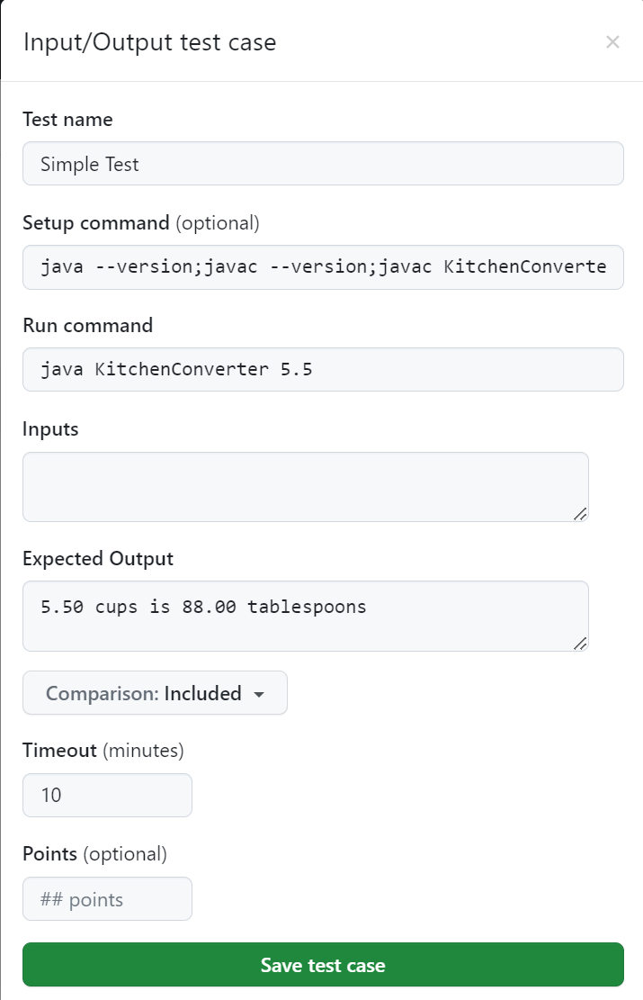 Input/Output test case
×
Test name
Simple Test
Setup command (optional)
java --version;javac --version;javac KitchenConverte
Run command
java KitchenConverter 5.5
Inputs
Expected Output
5.50 cups is 88.00 tablespoons
Comparison: Included
Timeout (minutes)
10
Points (optional)
## points
Save test case